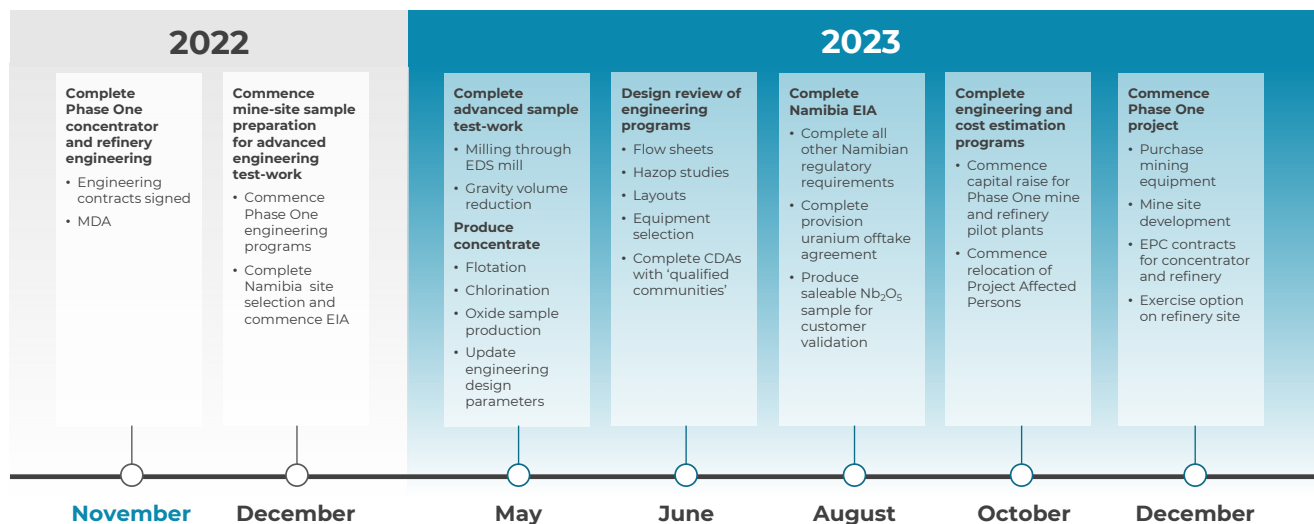 2022
2023
Complete
Phase One
concentrator
and refinery
engineering
• Engineering
contracts signed
• MDA
Commence
mine-site sample
preparation
for advanced
engineering
test-work
• Commence
Phase One
engineering
programs
• Complete
Namibia site
selection and
commence EIA
Complete
advanced sample
test-work
• Milling through
EDS mill
• Gravity volume
reduction
Produce
concentrate
• Flotation
• Chlorination
• Oxide sample
production
• Update
engineering
design
parameters
Design review of
engineering
programs
• Flow sheets
• Hazop studies
• Layouts
• Equipment
selection
• Complete CDAs
with ‘qualified
communities’
Complete
Namibia EIA
• Complete all
other Namibian
regulatory
requirements
• Complete
provision
uranium offtake
agreement
• Produce
saleable Nb₂O₅
sample for
customer
validation
Complete
engineering and
cost estimation
programs
• Commence
capital raise for
Phase One mine
and refinery
pilot plants
• Commence
relocation of
Project Affected
Persons
Commence
Phase One
project
• Purchase
mining
equipment
• Mine site
development
• EPC contracts
for concentrator
and refinery
• Exercise option
on refinery site
November
December
May
June
August
October
December